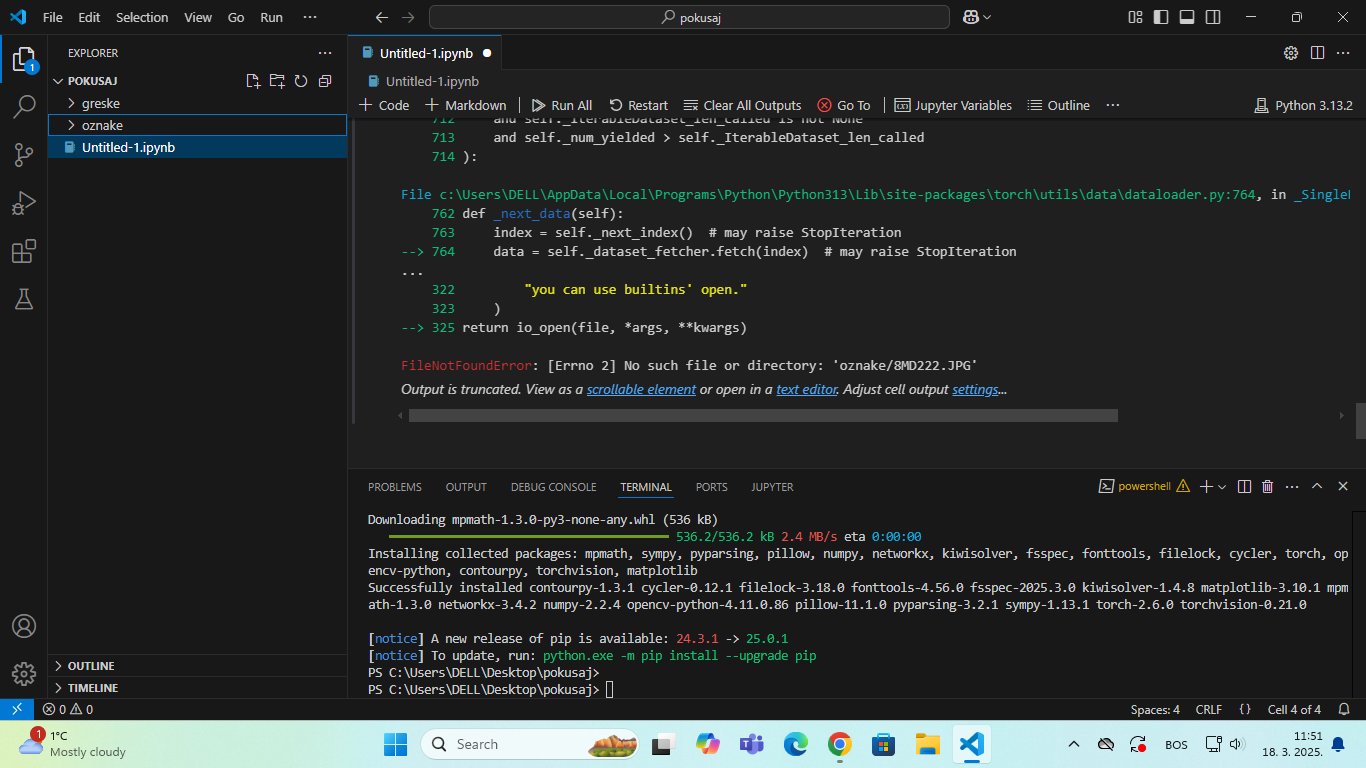 File Edit Selection View Go Run ···
pokusaj
EXPLORER
1
POKUSAJ
greske
oznake
Untitled-1.ipynb
OUTLINE
TIMELINE
Untitled-1.ipynb
Untitled-1.ipynb
Code Markdown Run All Restart Clear All Outputs Go To Jupyter Variables Outline ··· Python 3.13.2
712 and self._IterableDataset_len_called is not None
713 and self._num_yielded > self._IterableDataset_len_called
714 ):
File c:\Users\DELL\AppData\Local\Programs\Python\Python313\Lib\site-packages\torch\utils\data\dataloader.py:764, in _Single
762 def _next_data(self):
763 index = self._next_index()  # may raise StopIteration
--> 764 data = self._dataset_fetcher.fetch(index)  # may raise StopIteration
...
322 "you can use builtins' open."
323 )
--> 325 return io_open(file, *args, **kwargs)
FileNotFoundError: [Errno 2] No such file or directory: 'oznake/8MD222.JPG'
Output is truncated. View as a scrollable element or open in a text editor. Adjust cell output settings...
PROBLEMS OUTPUT DEBUG CONSOLE TERMINAL PORTS JUPYTER
powershell
Downloading mpmath-1.3.0-py3-none-any.whl (536 kB)
536.2/536.2 kB 2.4 MB/s eta 0:00:00
Installing collected packages: mpmath, sympy, pyparsing, pillow, numpy, networkx, kiwisolver, fsspec, fonttools, filelock, cycler, torch, op
encv-python, contourpy, torchvision, matplotlib
Successfully installed contourpy-1.3.1 cycler-0.12.1 filelock-3.18.0 fonttools-4.56.0 fsspec-2025.3.0 kiwisolver-1.4.8 matplotlib-3.10.1 mpm
ath-1.3.0 networkx-3.4.2 numpy-2.2.4 opencv-python-4.11.0.86 pillow-11.1.0 pyparsing-3.2.1 sympy-1.13.1 torch-2.6.0 torchvision-0.21.0
[notice] A new release of pip is available: 24.3.1 -> 25.0.1
[notice] To update, run: python.exe -m pip install --upgrade pip
PS C:\Users\DELL\Desktop\pokusaj>
PS C:\Users\DELL\Desktop\pokusaj>
0 0
Spaces: 4 CRLF {} Cell 4 of 4
1
1°C
Mostly cloudy
Search
BOS
11:51
18. 3. 2025.